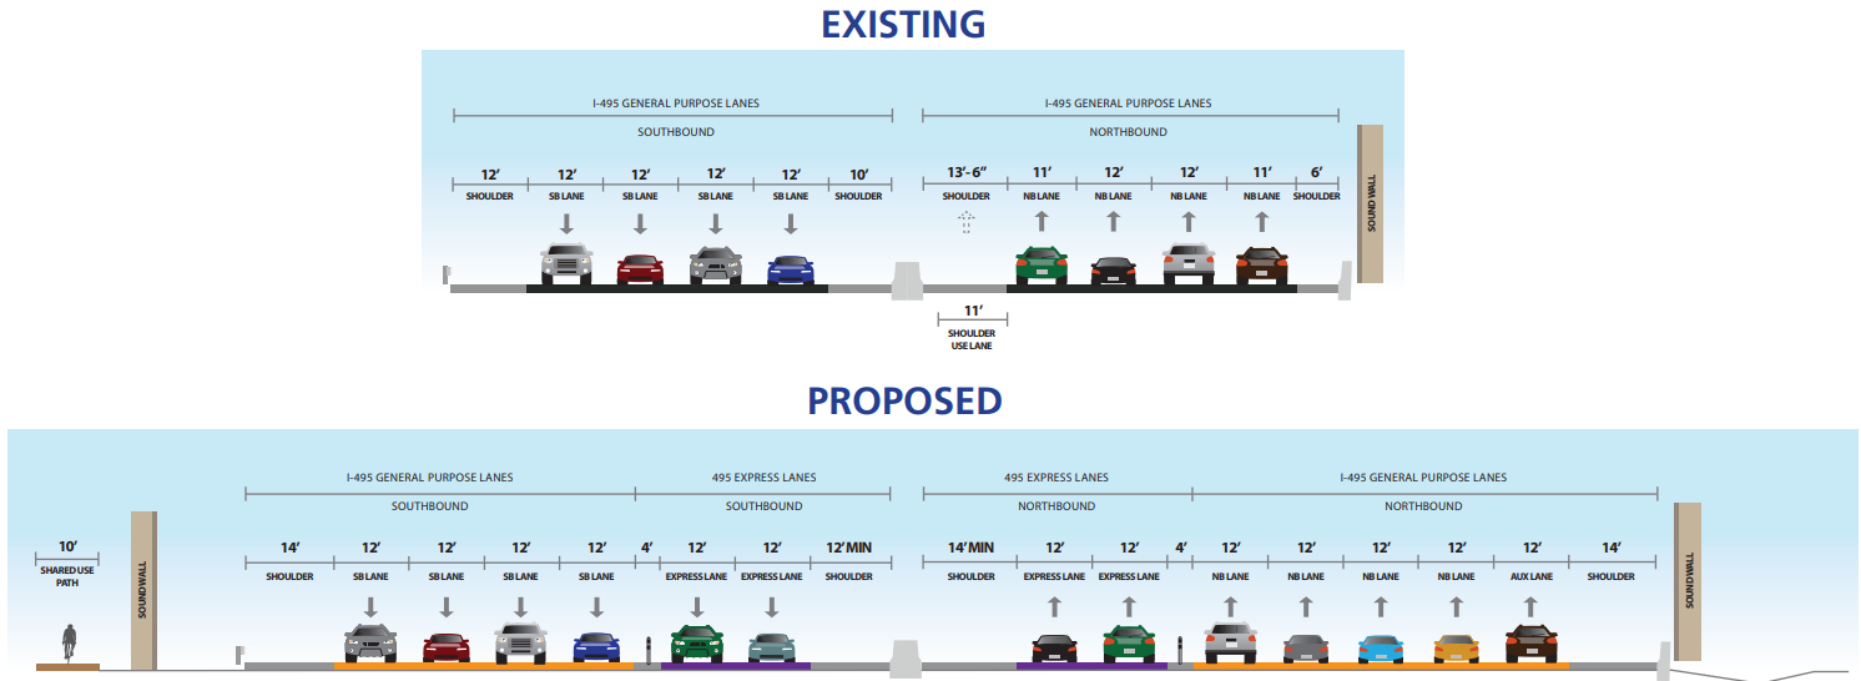 EXISTING
I-495 GENERAL PURPOSE LANES I-495 GENERAL PURPOSE LANES
SOUTHBOUND NORTHBOUND
12’ 12’ 12’ 12’ 12’ 10’ 13’-6” 11’ 12’ 12’ 11’ 6’
SHOULDER SB LANE SB LANE SB LANE SB LANE SHOULDER SHOULDER NB LANE NB LANE NB LANE NB LANE SHOULDER
SOUND WALL
11’
SHOULDER
USE LANE
PROPOSED
I-495 GENERAL PURPOSE LANES 495 EXPRESS LANES 495 EXPRESS LANES I-495 GENERAL PURPOSE LANES
SOUTHBOUND SOUTHBOUND NORTHBOUND NORTHBOUND
10’ 14’ 12’ 12’ 12’ 12’ 4’ 12’ 12’ 12’ MIN 14’ MIN 12’ 12’ 4’ 12’ 12’ 12’ 12’ 12’ 14’
SHARED USE
PATH
SOUND WALL
SHOULDER SB LANE SB LANE SB LANE SB LANE EXPRESS LANE EXPRESS LANE SHOULDER SHOULDER EXPRESS LANE EXPRESS LANE NB LANE NB LANE NB LANE NB LANE AUX LANE SHOULDER
SOUND WALL